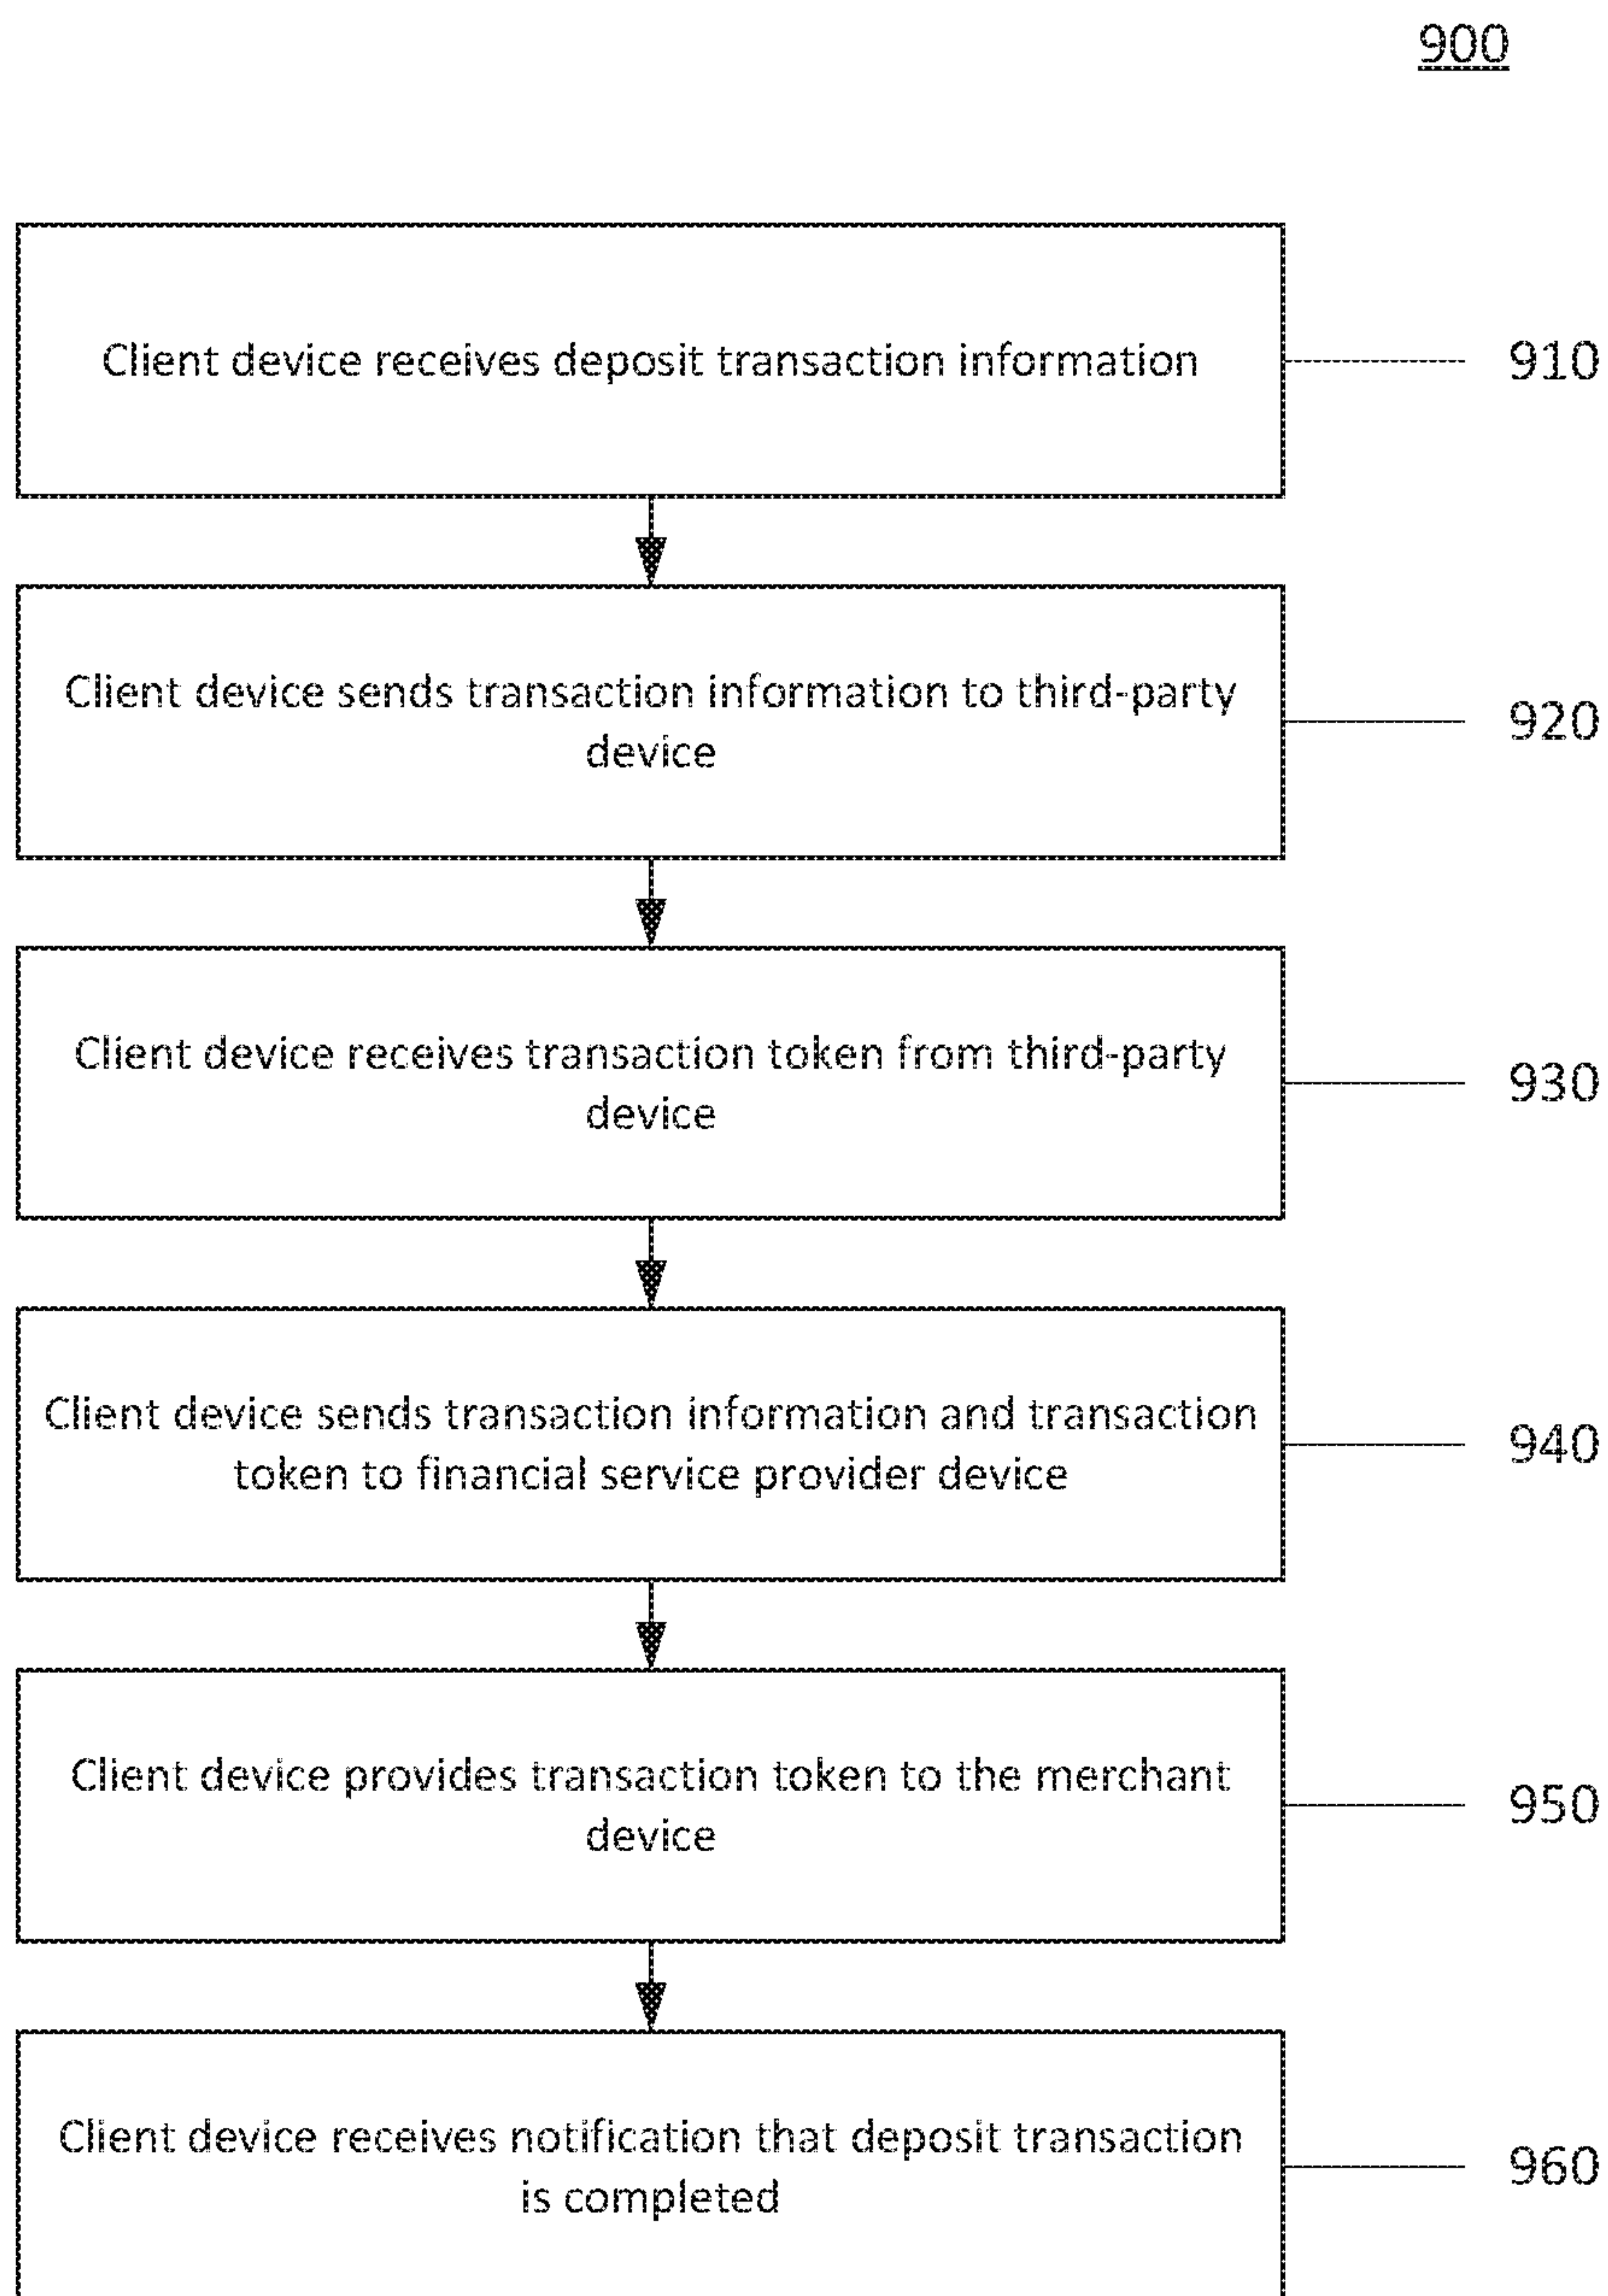 900
Client device receives deposit transaction information
910
Client device sends transaction information to third-party
device
920
Client device receives transaction token from third-party
device
930
Client device sends transaction information and transaction
token to financial service provider device
940
Client device provides transaction token to the merchant
device
950
Client device receives notification that deposit transaction
is completed
960